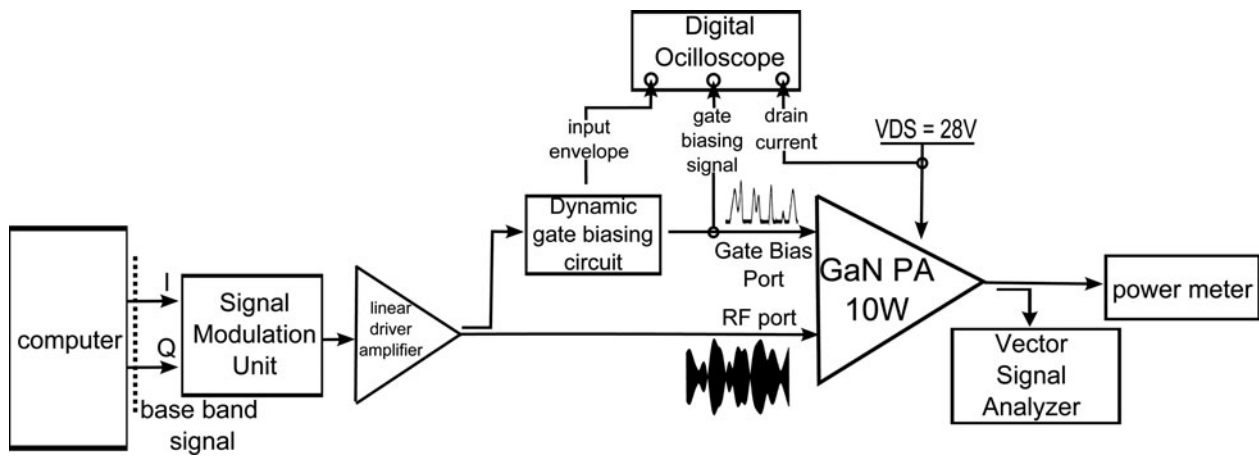 Digital
Ocilloscope
input
envelope
gate
biasing
signal
drain
current
VDS = 28V
Dynamic
gate biasing
circuit
Gate Bias
Port
GaN PA
10W
power meter
computer
I
Q
base band
signal
Signal
Modulation
Unit
linear
driver
amplifier
RF port
Vector
Signal
Analyzer